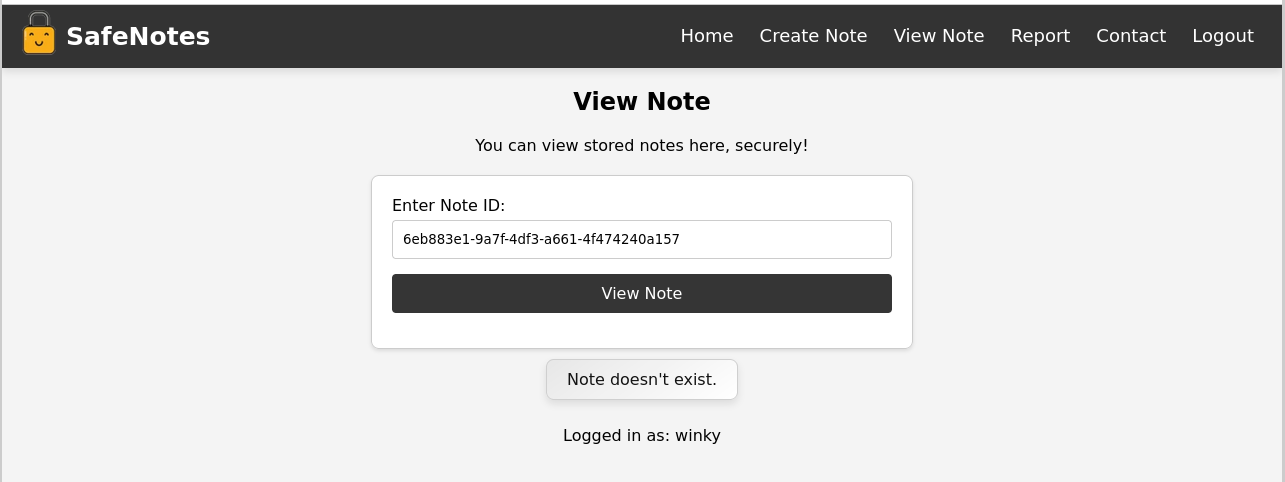 SafeNotes
Home Create Note View Note Report Contact Logout
View Note
You can view stored notes here, securely!
Enter Note ID:
6eb883e1-9a7f-4df3-a661-4f474240a157
View Note
Note doesn't exist.
Logged in as: winky